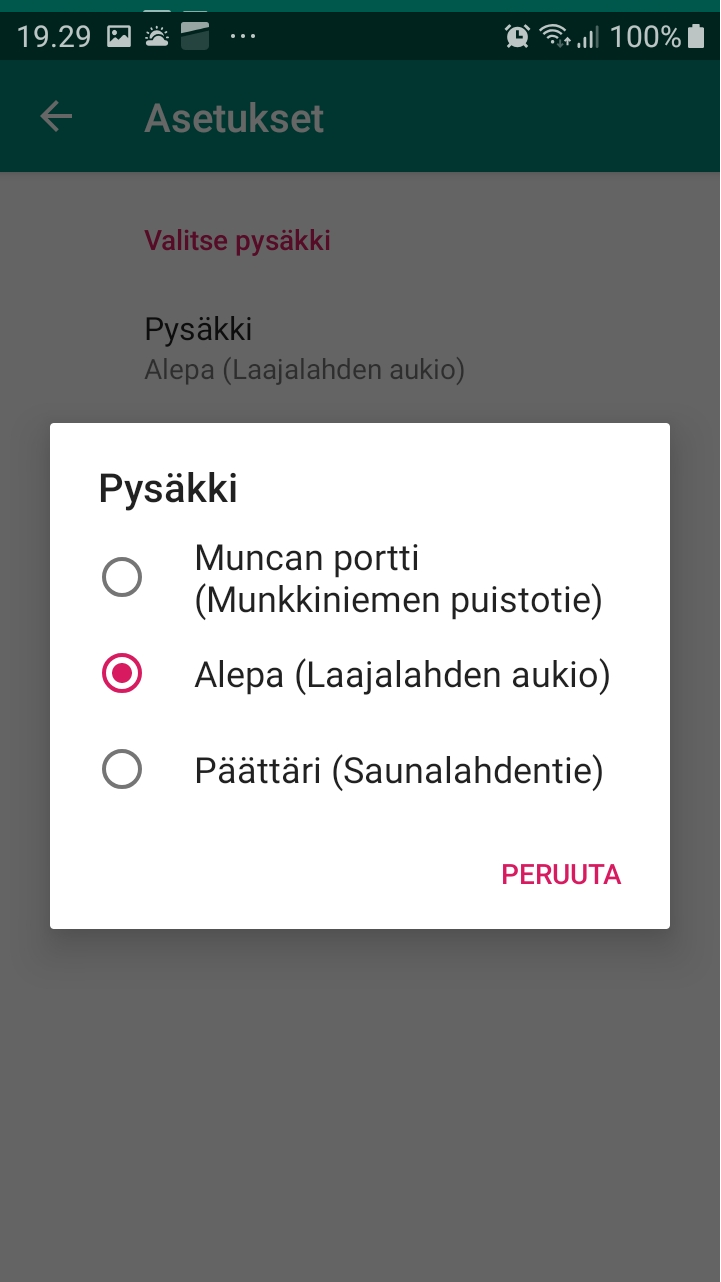 19.29 100%
Asetukset
Valitse pysäkki
Pysäkki
Alepa (Laajalahden aukio)
Pysäkki
Muncan portti
(Munkkiniemen puistotie)
Alepa (Laajalahden aukio)
Päättäri (Saunalahdentie)
PERUUTA